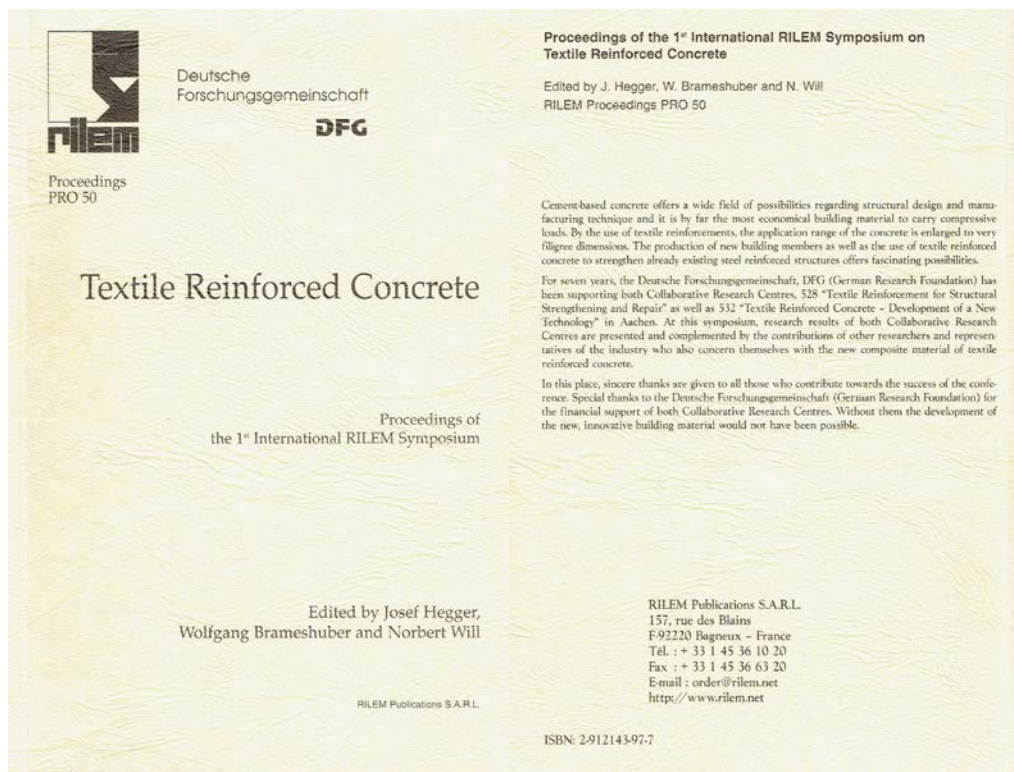 rilem
Deutsche
Forschungsgemeinschaft
DFG
Proceedings
PRO 50
Textile Reinforced Concrete
Proceedings of
the 1st International RILEM Symposium
Edited by Josef Hegger,
Wolfgang Brameshuber and Norbert Will
RILEM Publications S.A.R.L.
Proceedings of the 1st International RILEM Symposium on
Textile Reinforced Concrete
Edited by J. Hegger, W. Brameshuber and N. Will
RILEM Proceedings PRO 50
Cement-based concrete offers a wide field of possibilities regarding structural design and manu-
facturing technique and it is by far the most economical building material to carry compressive
loads. By the use of textile reinforcements, the application range of the concrete is enlarged to very
filigree dimensions. The production of new building members as well as the use of textile reinforced
concrete to strengthen already existing steel reinforced structures offers fascinating possibilities.
For seven years, the Deutsche Forschungsgemeinschaft, DFG (German Research Foundation) has
been supporting both Collaborative Research Centres, 528 "Textile Reinforcement for Structural
Strengthening and Repair" as well as 532 "Textile Reinforced Concrete – Development of a New
Technology" in Aachen. At this symposium, research results of both Collaborative Research
Centres are presented and complemented by the contributions of other researchers and represen-
tatives of the industry who also concern themselves with the new composite material of textile
reinforced concrete.
In this place, sincere thanks are given to all those who contribute towards the success of the confe-
rence. Special thanks to the Deutsche Forschungsgemeinschaft (German Research Foundation) for
the financial support of both Collaborative Research Centres. Without them the development of
the new, innovative building material would not have been possible.
RILEM Publications S.A.R.L.
157, rue des Blains
F-92220 Bagneux – France
Tél. : + 33 1 45 36 10 20
Fax : + 33 1 45 36 63 20
E-mail : order@rilem.net
http://www.rilem.net
ISBN: 2-912143-97-7